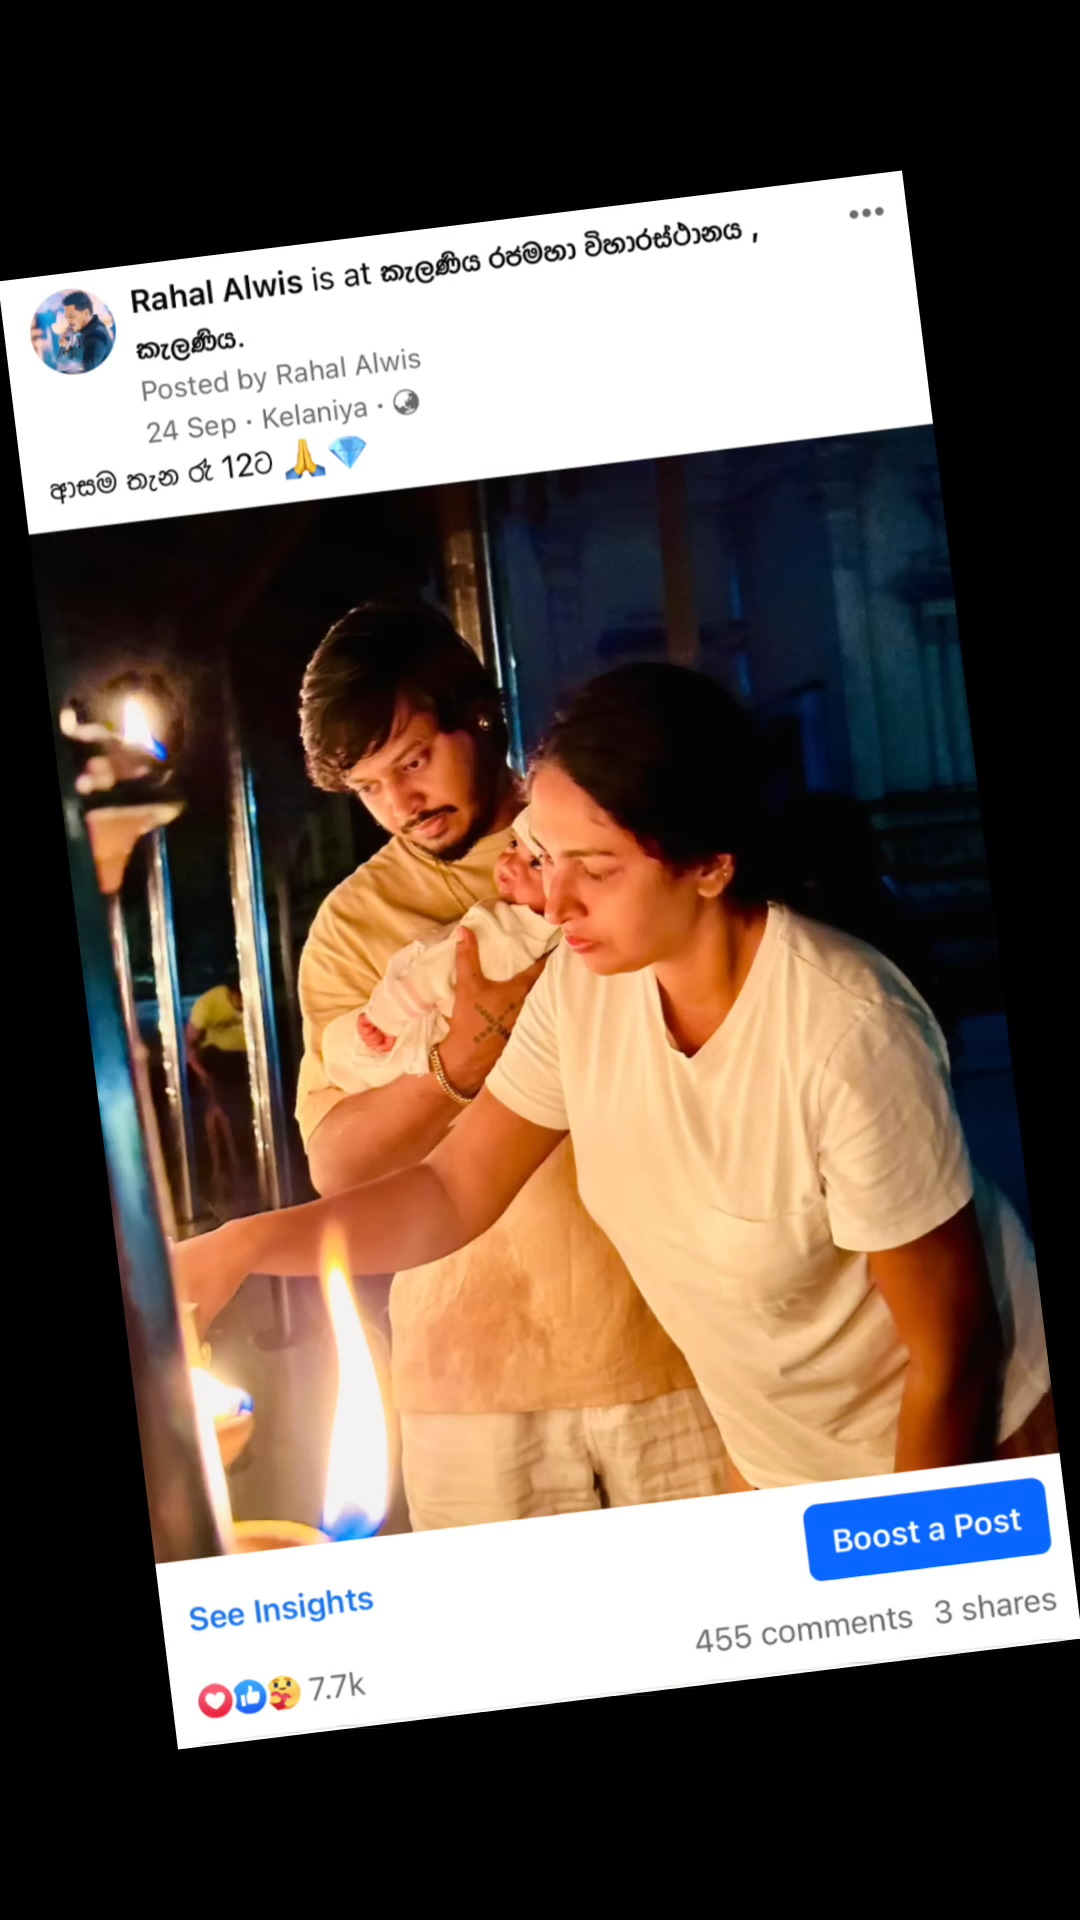 Rahal Alwis is at කැලණිය රජමහා විහාරස්ථානය ,
කැලණිය.
Posted by Rahal Alwis
24 Sep · Kelaniya ·
ආසම තැන රෑ 12ට 🙏💎
See Insights
Boost a Post
7.7k
455 comments 3 shares